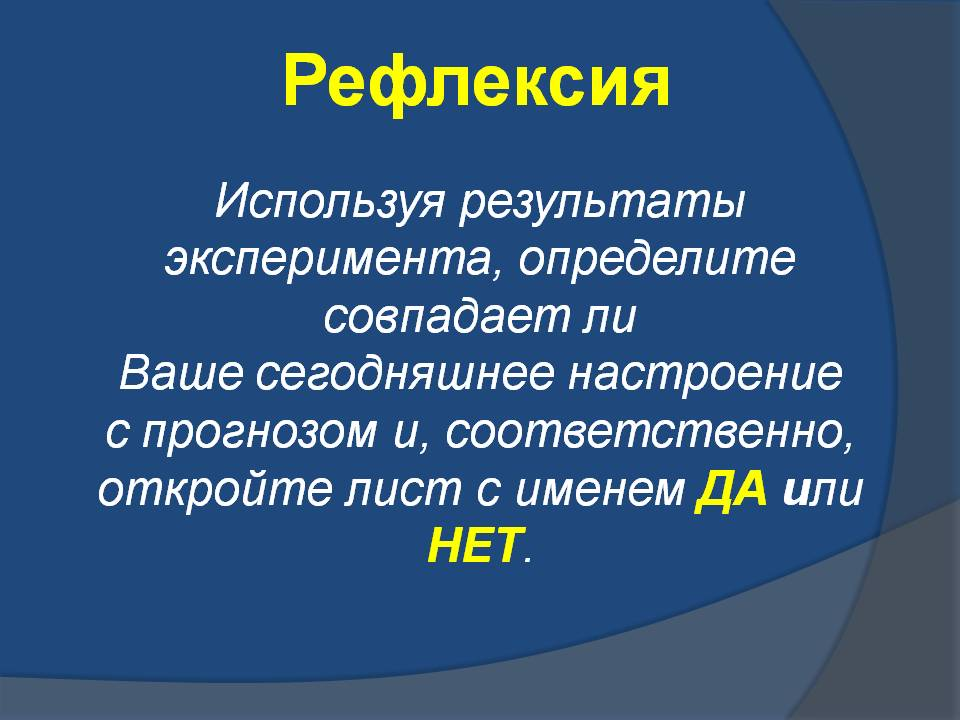 Рефлексия
Используя результаты
эксперимента, определите
совпадает ли
Ваше сегодняшнее настроение
с прогнозом и, соответственно,
откройте лист с именем ДА или
НЕТ.